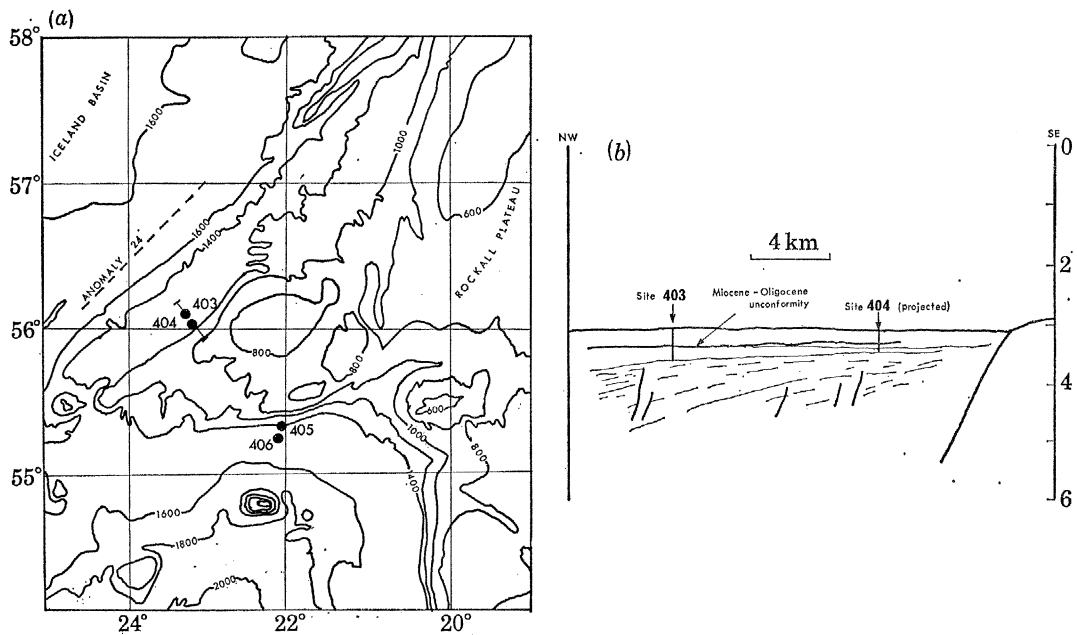 (a)
58°
57°
56°
55°
24°
22°
20°
ICELAND BASIN
ROCKALL PLATEAU
ANOMALY 24'
1600
1000
600
1600
1400
403
404
800
800
600
405
406
1000
800
1400
1600
1800
2000
(b)
NW
SE
0
2
4
6
4 km
Site 403
Miocene – Oligocene
unconformity
Site 404 (projected)